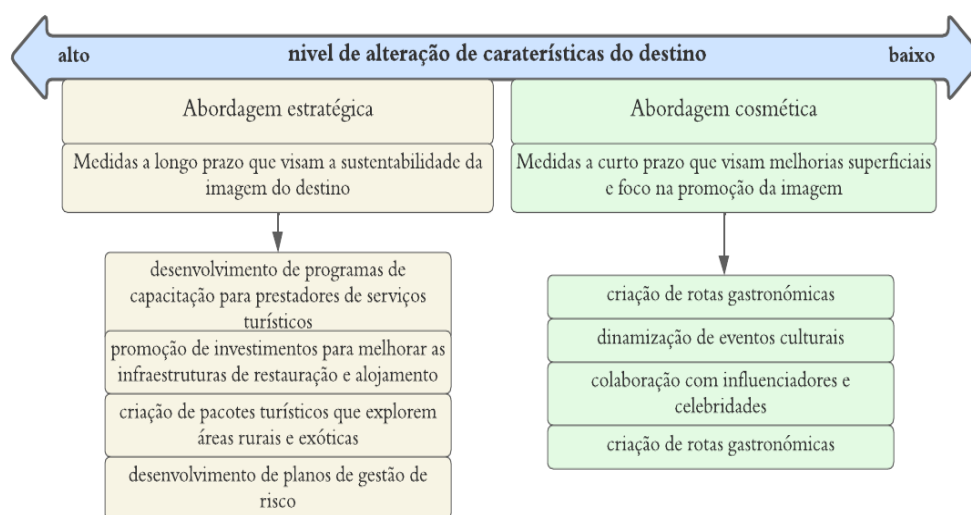 alto nivel de alteração de caraterísticas do destino baixo
Abordagem estratégica
Medidas a longo prazo que visam a sustentabilidade da
imagem do destino
desenvolvimento de programas de
capacitação para prestadores de serviços
turísticos
promoção de investimentos para melhorar as
infraestruturas de restauração e alojamento
criação de pacotes turísticos que explorem
áreas rurais e exóticas
desenvolvimento de planos de gestão de
risco
Abordagem cosmética
Medidas a curto prazo que visam melhorias superficiais
e foco na promoção da imagem
criação de rotas gastronómicas
dinamização de eventos culturais
colaboração com influenciadores e
celebridades
criação de rotas gastronómicas